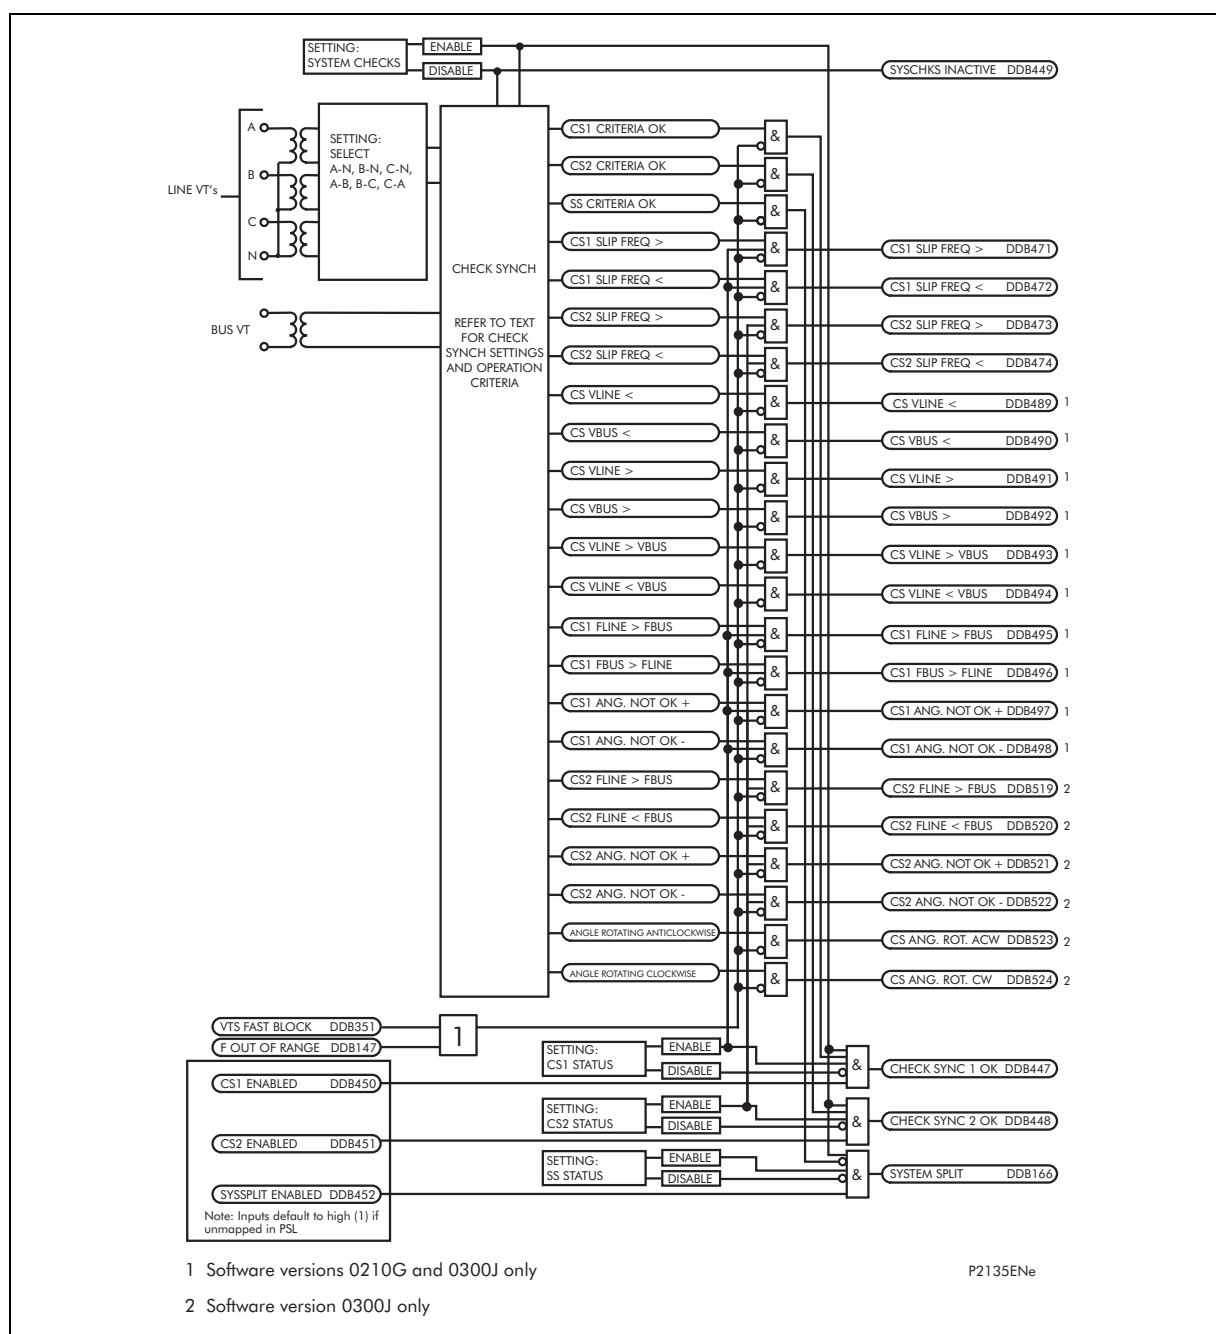 SETTING:
SYSTEM CHECKS
ENABLE
DISABLE
SYSCHKS INACTIVE DDB449
LINE VT's
A
B
C
N
SETTING:
SELECT
A-N, B-N, C-N,
A-B, B-C, C-A
BUS VT
CHECK SYNCH
REFER TO TEXT
FOR CHECK
SYNCH SETTINGS
AND OPERATION
CRITERIA
CS1 CRITERIA OK
&
CS2 CRITERIA OK
&
SS CRITERIA OK
&
CS1 SLIP FREQ >
&
CS1 SLIP FREQ > DDB471
CS1 SLIP FREQ <
&
CS1 SLIP FREQ < DDB472
CS2 SLIP FREQ >
&
CS2 SLIP FREQ > DDB473
CS2 SLIP FREQ <
&
CS2 SLIP FREQ < DDB474
CS VLINE <
&
CS VLINE < DDB489 1
CS VBUS <
&
CS VBUS < DDB490 1
CS VLINE >
&
CS VLINE > DDB491 1
CS VBUS >
&
CS VBUS > DDB492 1
CS VLINE > VBUS
&
CS VLINE > VBUS DDB493 1
CS VLINE < VBUS
&
CS VLINE < VBUS DDB494 1
CS1 FLINE > FBUS
&
CS1 FLINE > FBUS DDB495 1
CS1 FBUS > FLINE
&
CS1 FBUS > FLINE DDB496 1
CS1 ANG. NOT OK +
&
CS1 ANG. NOT OK + DDB497 1
CS1 ANG. NOT OK -
&
CS1 ANG. NOT OK - DDB498 1
CS2 FLINE > FBUS
&
CS2 FLINE > FBUS DDB519 2
CS2 FLINE < FBUS
&
CS2 FLINE < FBUS DDB520 2
CS2 ANG. NOT OK +
&
CS2 ANG. NOT OK + DDB521 2
CS2 ANG. NOT OK -
&
CS2 ANG. NOT OK - DDB522 2
ANGLE ROTATING ANTICLOCKWISE
&
CS ANG. ROT. ACW DDB523 2
ANGLE ROTATING CLOCKWISE
&
CS ANG. ROT. CW DDB524 2
VTS FAST BLOCK DDB351
F OUT OF RANGE DDB147
1
CS1 ENABLED DDB450
CS2 ENABLED DDB451
SYSSPLIT ENABLED DDB452
Note: Inputs default to high (1) if
unmapped in PSL
SETTING:
CS1 STATUS
ENABLE
DISABLE
&
CHECK SYNC 1 OK DDB447
SETTING:
CS2 STATUS
ENABLE
DISABLE
&
CHECK SYNC 2 OK DDB448
SETTING:
SS STATUS
ENABLE
DISABLE
&
SYSTEM SPLIT DDB166
1 Software versions 0210G and 0300J only
P2135ENe
2 Software version 0300J only